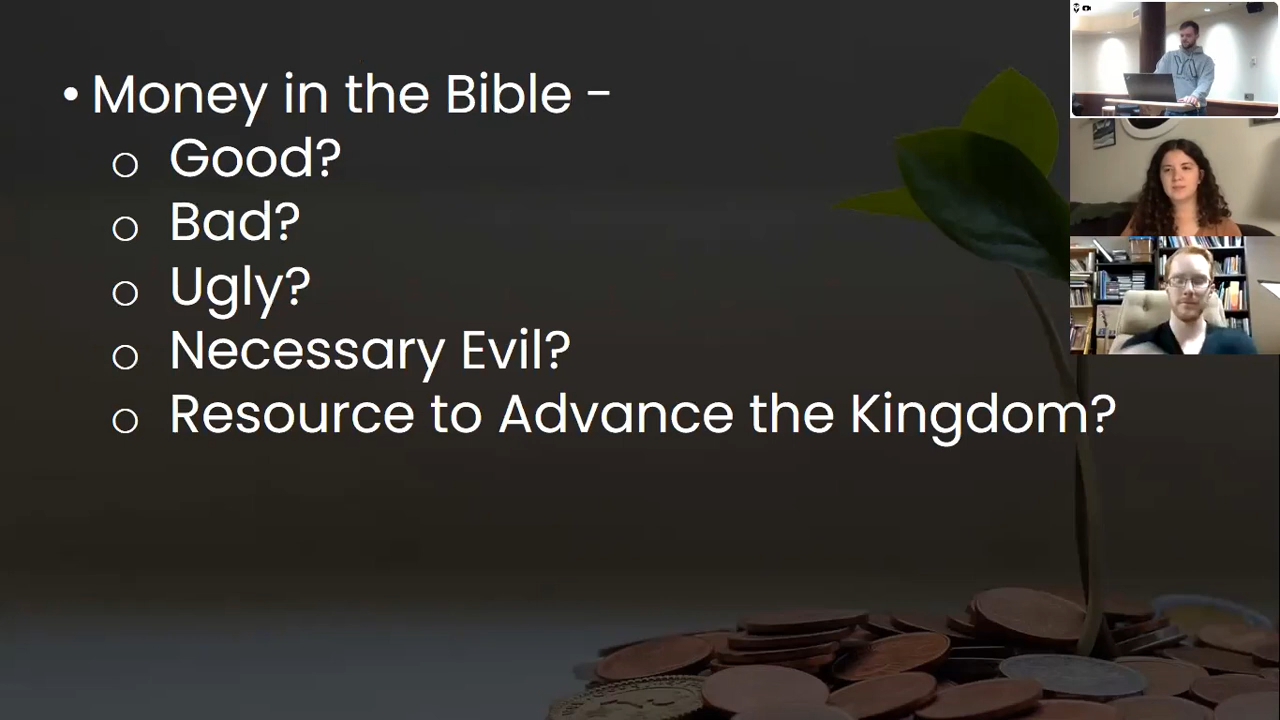 • Money in the Bible -
o Good?
o Bad?
o Ugly?
o Necessary Evil?
o Resource to Advance the Kingdom?